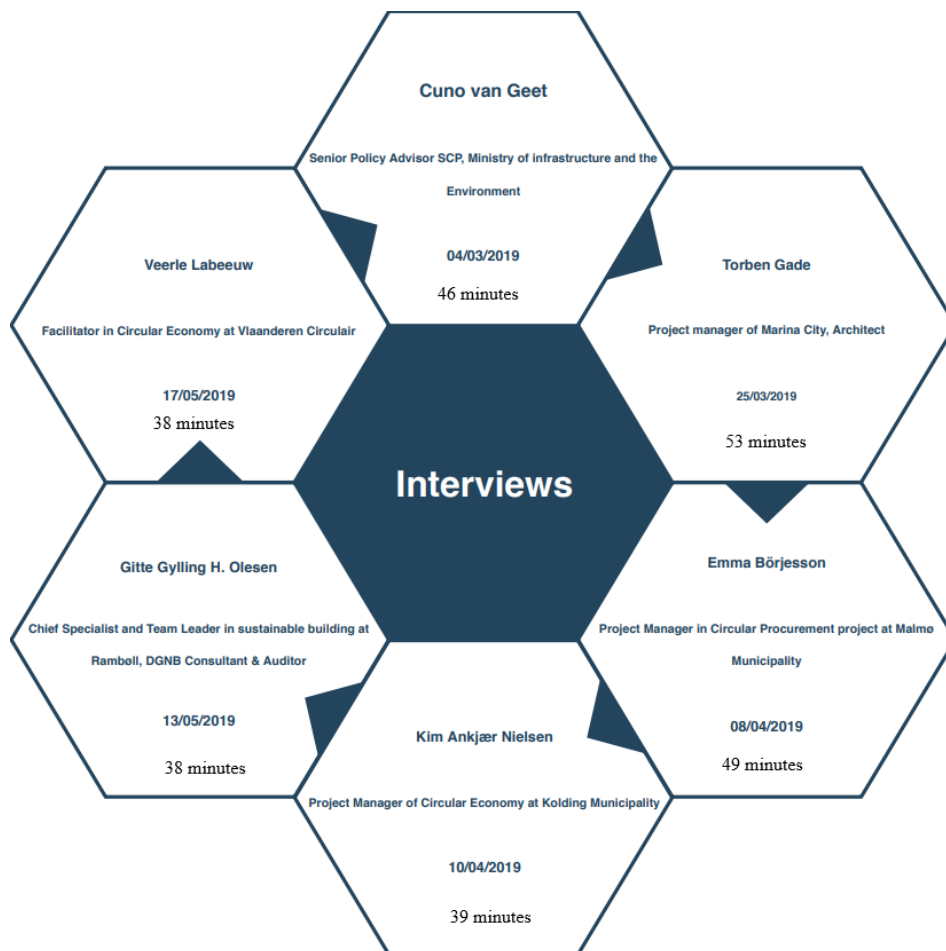 Cuno van Geet
Senior Policy Advisor SCP, Ministry of infrastructure and the
Environment
04/03/2019
46 minutes
Torben Gade
Project manager of Marina City, Architect
25/03/2019
53 minutes
Emma Börjesson
Project Manager in Circular Procurement project at Malmø
Municipality
08/04/2019
49 minutes
Kim Ankjær Nielsen
Project Manager of Circular Economy at Kolding Municipality
10/04/2019
39 minutes
Gitte Gylling H. Olesen
Chief Specialist and Team Leader in sustainable building at
Rambøll, DGNB Consultant & Auditor
13/05/2019
38 minutes
Veerle Labeeuw
Facilitator in Circular Economy at Vlaanderen Circulair
17/05/2019
38 minutes
Interviews